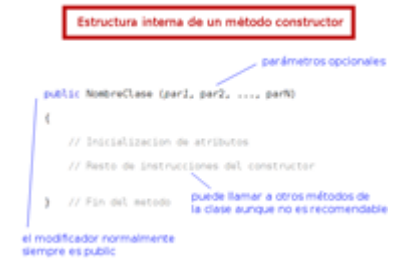 Estructura interna de un método constructor
parámetros opcionales
public NombreClase (par1, par2, ..., parN)
{
// Inicializacion de atributos
// Resto de instrucciones del constructor
} // Fin del metodo
puede llamar a otros métodos de
la clase aunque no es recomendable
el modificador normalmente
siempre es public